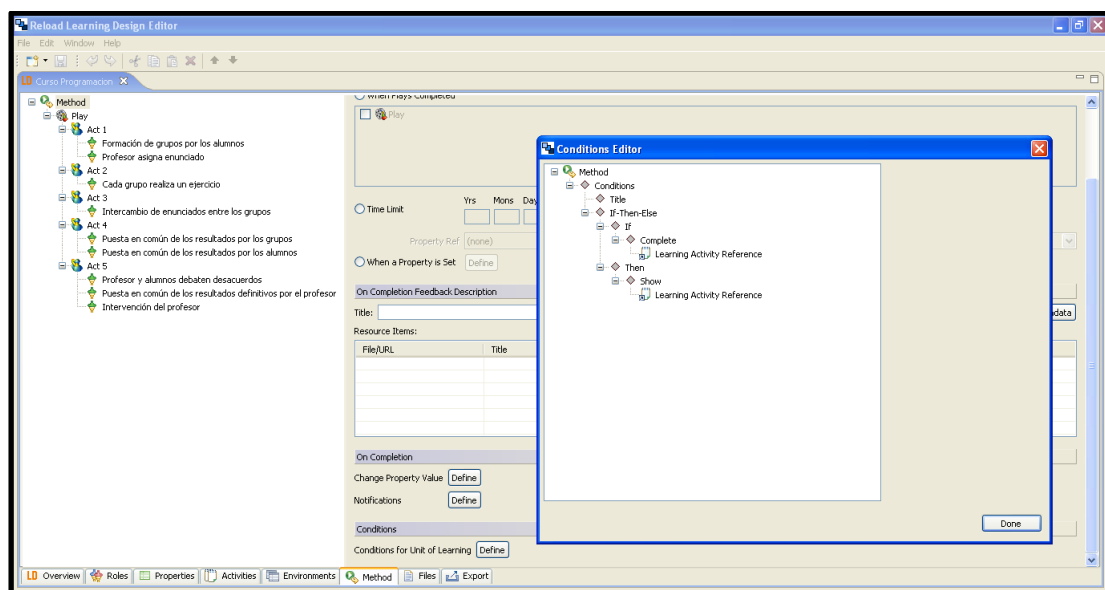 Reload Learning Design Editor
File Edit Window Help
LD Curso Programacion
Method
Play
Act 1
Formación de grupos por los alumnos
Profesor asigna enunciado
Act 2
Cada grupo realiza un ejercicio
Act 3
Intercambio de enunciados entre los grupos
Act 4
Puesta en común de los resultados por los grupos
Puesta en común de los resultados por los alumnos
Act 5
Profesor y alumnos debaten desacuerdos
Puesta en común de los resultados definitivos por el profesor
Intervención del profesor
When Plays Completed
Play
Time Limit Yrs Mons Day
Property Ref (none)
When a Property is Set Define
On Completion Feedback Description
Title: data
Resource Items:
File/URL Title
On Completion
Change Property Value Define
Notifications Define
Conditions
Conditions for Unit of Learning Define
Conditions Editor
Method
Conditions
Title
If-Then-Else
If
Complete
Learning Activity Reference
Then
Show
Learning Activity Reference
Done
LD Overview Roles Properties Activities Environments Method Files Export